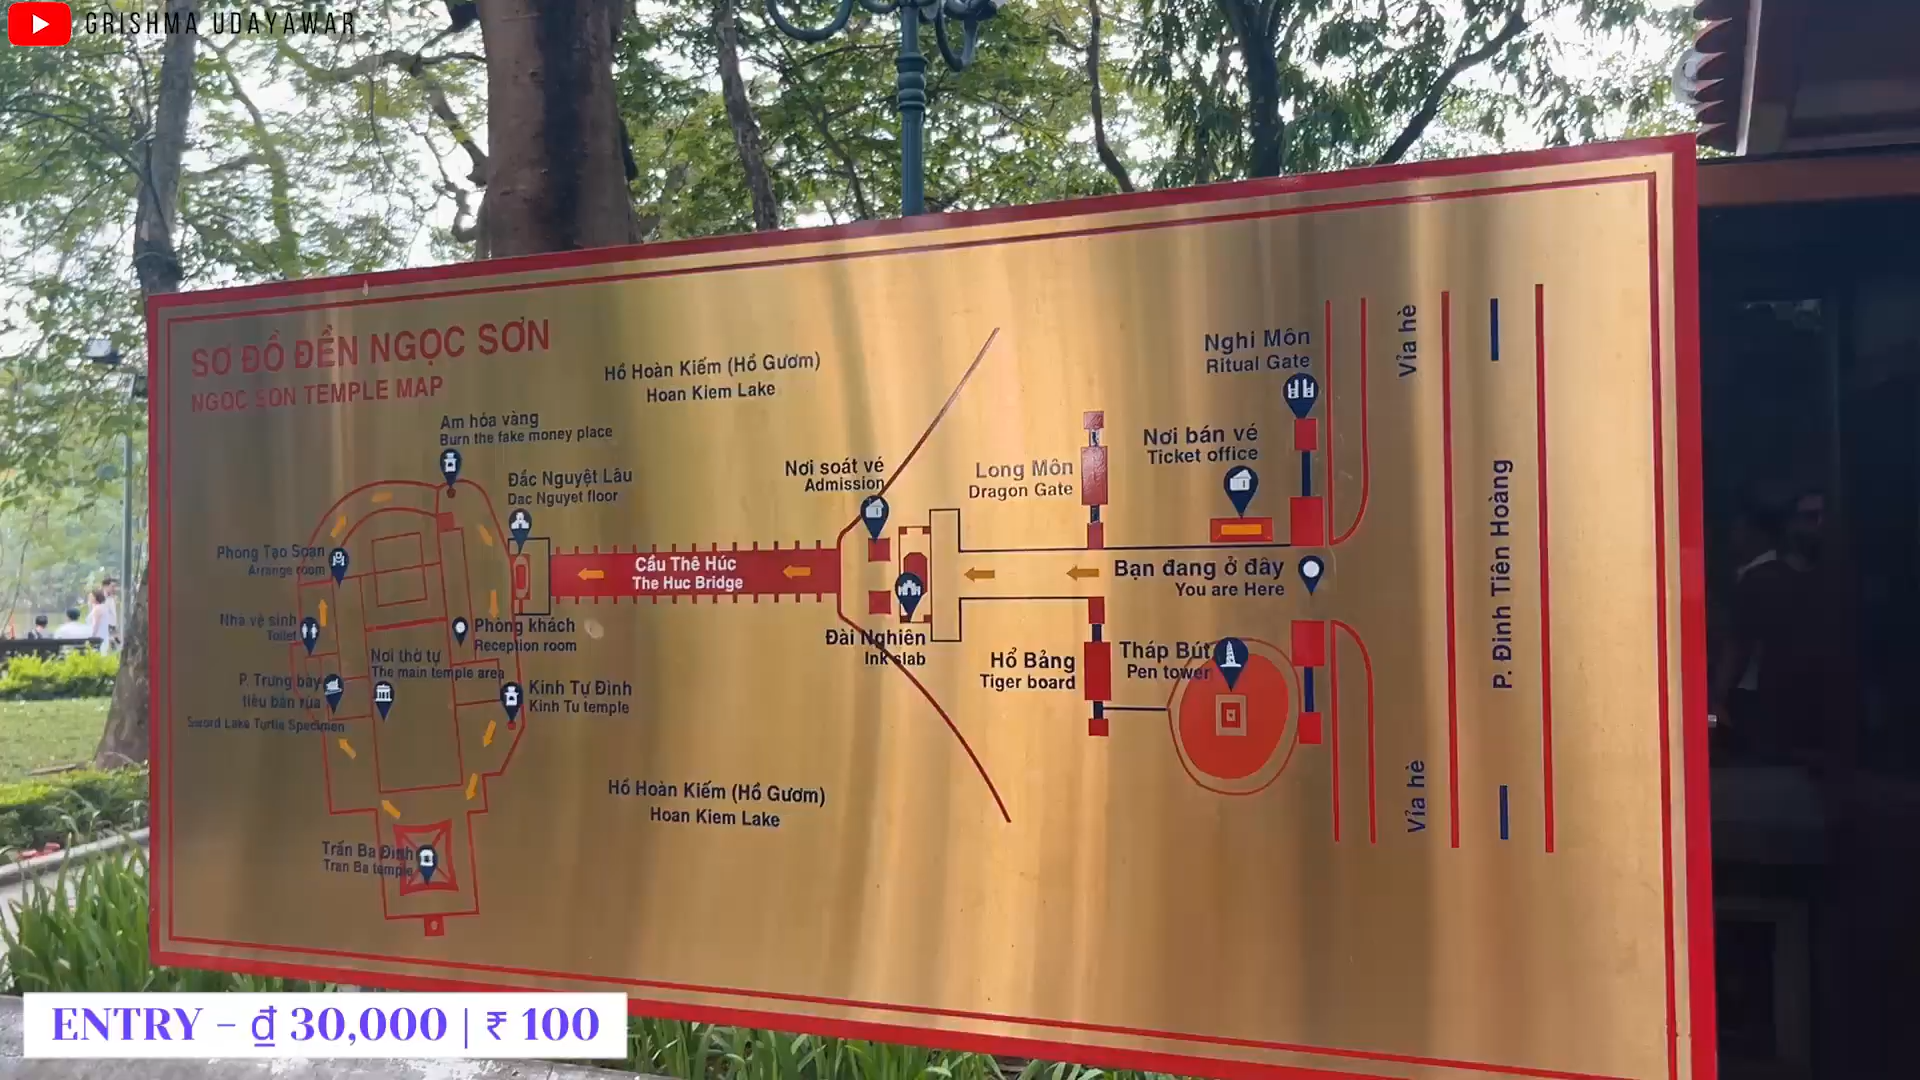 GRISHMA UDAYAWAR
SƠ ĐỒ ĐỀN NGỌC SƠN
NGOC SON TEMPLE MAP
Hồ Hoàn Kiếm (Hồ Gươm)
Hoan Kiem Lake
Nghi Môn
Ritual Gate
Vỉa hè
Am hóa vàng
Burn the fake money place
Đắc Nguyệt Lâu
Dac Nguyet floor
Nơi soát vé
Admission
Long Môn
Dragon Gate
Nơi bán vé
Ticket office
P. Đinh Tiên Hoàng
Phòng Tạo Soạn
Arrange room
Cầu Thê Húc
The Huc Bridge
Bạn đang ở đây
You are Here
Nhà vệ sinh
Toilet
Phòng khách
Reception room
Đài Nghiên
Ink slab
Hổ Bảng
Tiger board
Tháp Bút
Pen tower
Nơi thờ tự
The main temple area
P. Trưng bày
tiêu bản rùa
Sword Lake Turtle Specimen
Kính Tự Đình
Kinh Tu temple
Hồ Hoàn Kiếm (Hồ Gươm)
Hoan Kiem Lake
Vỉa hè
Trấn Ba Đình
Tran Ba temple
ENTRY - ₫ 30,000 | ₹ 100